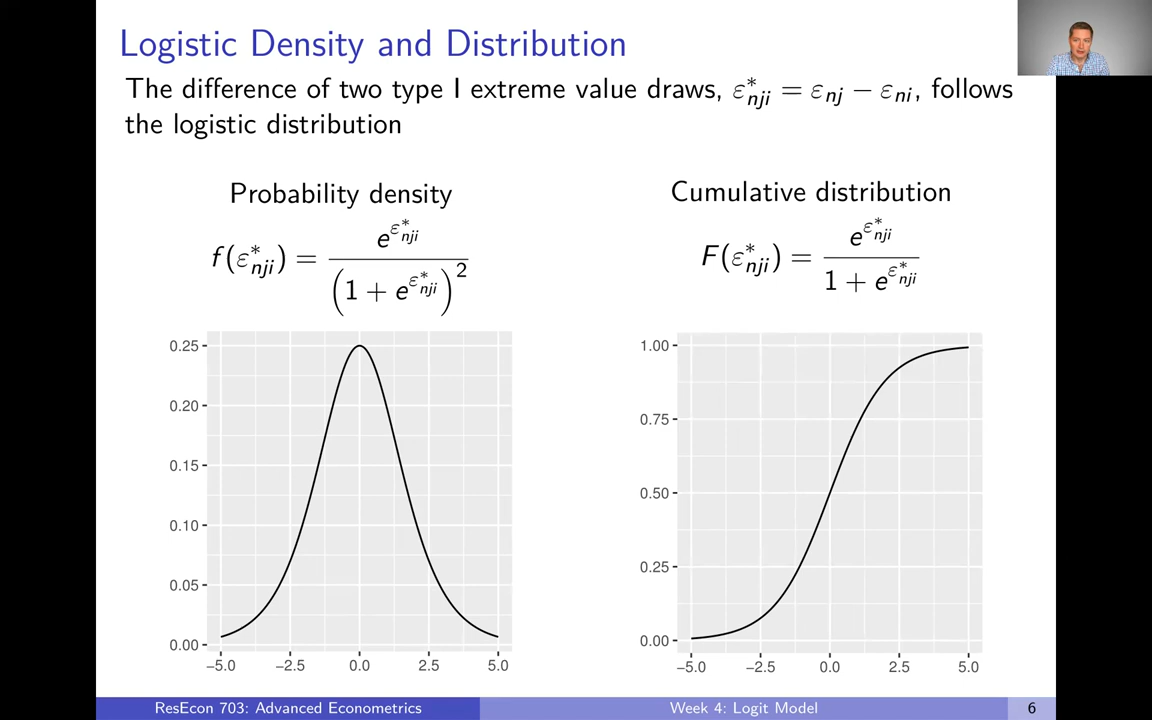 Logistic Density and Distribution
The difference of two type I extreme value draws, ε*nji = εnj − εni, follows
the logistic distribution
Probability density
f(ε*nji) = e^ε*nji / (1 + e^ε*nji)^2
0.25
0.20
0.15
0.10
0.05
0.00
−5.0 −2.5 0.0 2.5 5.0
Cumulative distribution
F(ε*nji) = e^ε*nji / 1 + e^ε*nji
1.00
0.75
0.50
0.25
0.00
−5.0 −2.5 0.0 2.5 5.0
ResEcon 703: Advanced Econometrics Week 4: Logit Model 6